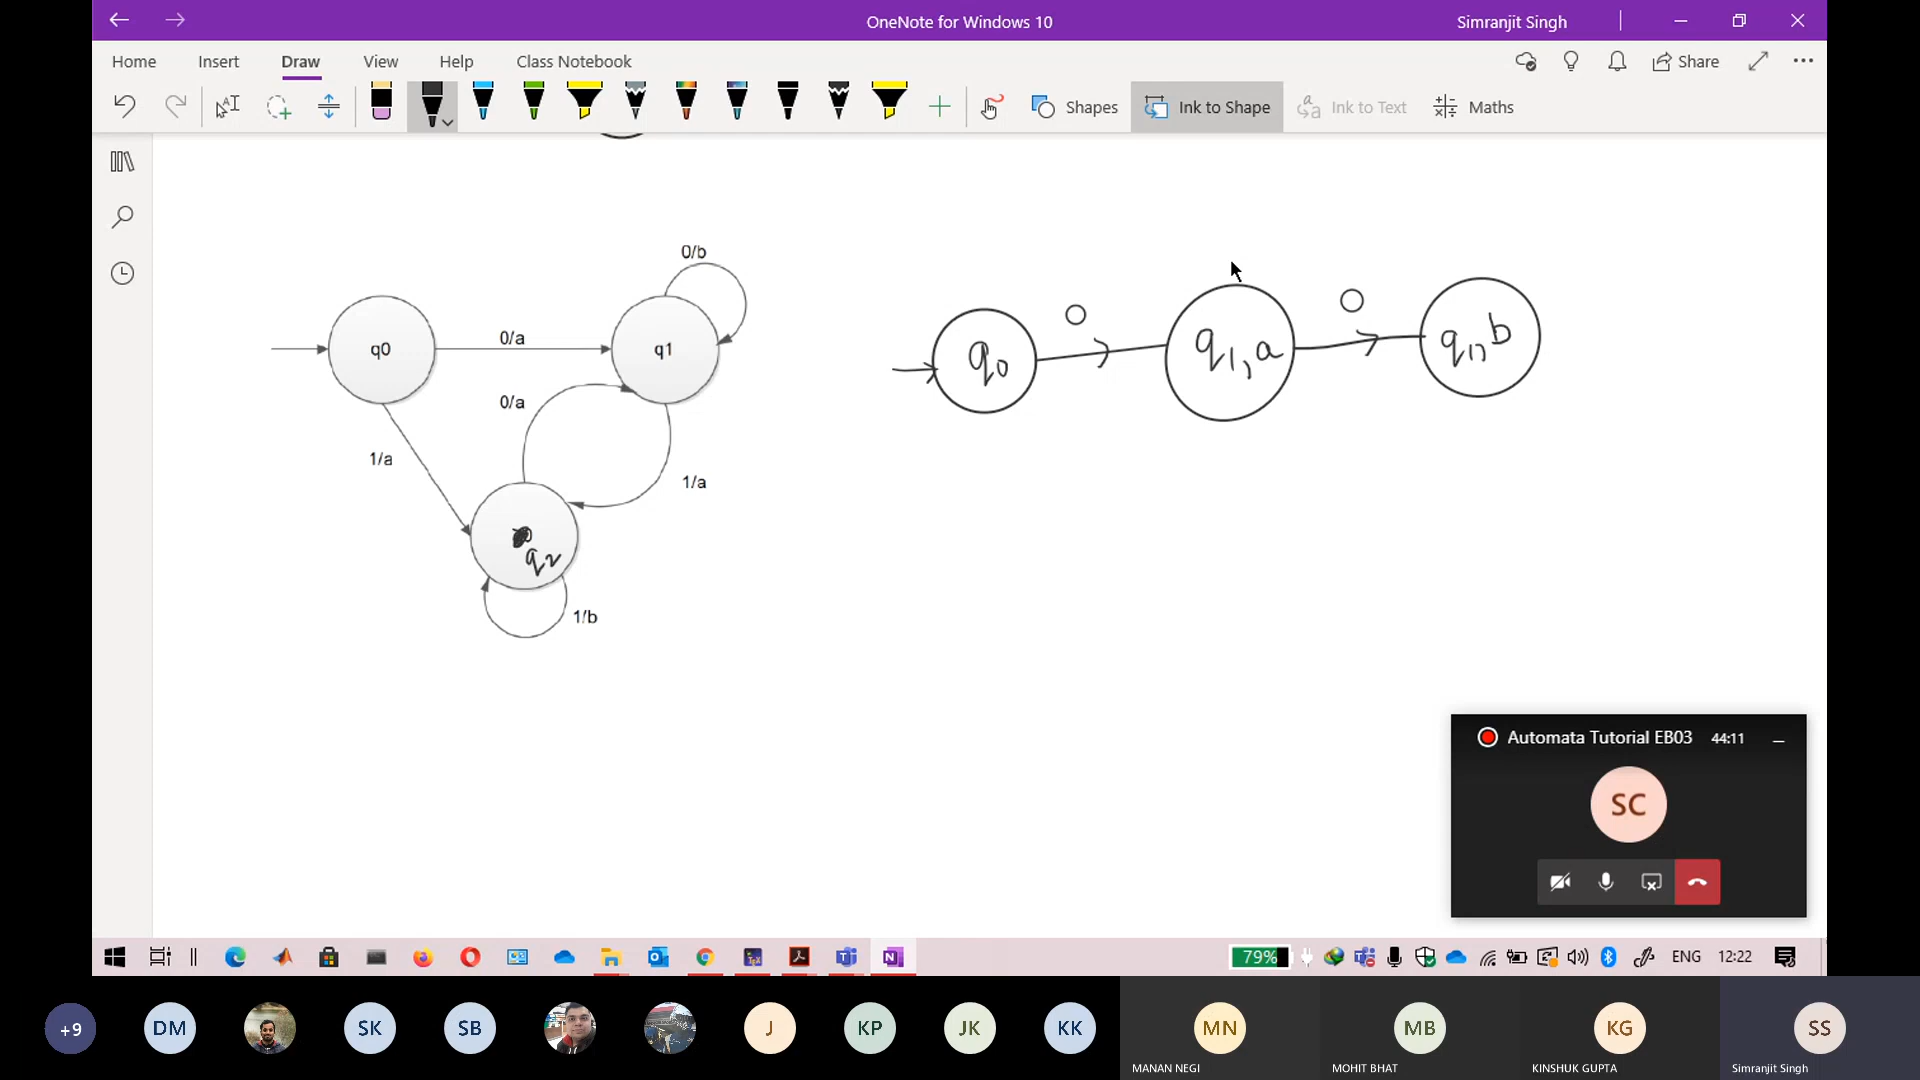 OneNote for Windows 10
Simranjit Singh
Home Insert Draw View Help Class Notebook
Share
Shapes
Ink to Shape
Ink to Text
Maths
0/b
q0
0/a
q1
0/a
1/a
1/a
q2
1/b
q0
0
q1,a
0
q1,b
Automata Tutorial EB03 44:11
SC
79%
ENG 12:22
+9 DM SK SB J KP JK KK MN MB KG SS
MANAN NEGI MOHIT BHAT KINSHUK GUPTA Simranjit Singh